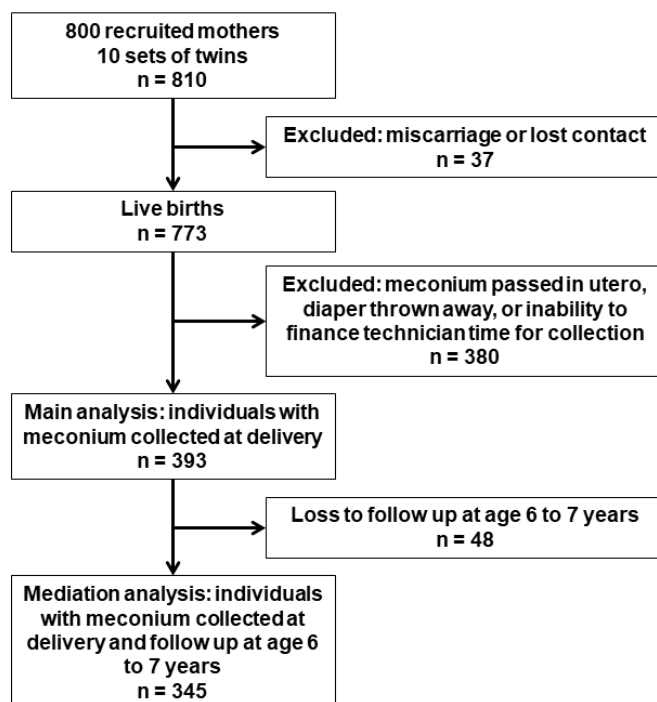 800 recruited mothers
10 sets of twins
n = 810
Excluded: miscarriage or lost contact
n = 37
Live births
n = 773
Excluded: meconium passed in utero,
diaper thrown away, or inability to
finance technician time for collection
n = 380
Main analysis: individuals with
meconium collected at delivery
n = 393
Loss to follow up at age 6 to 7 years
n = 48
Mediation analysis: individuals
with meconium collected at
delivery and follow up at age 6
to 7 years
n = 345